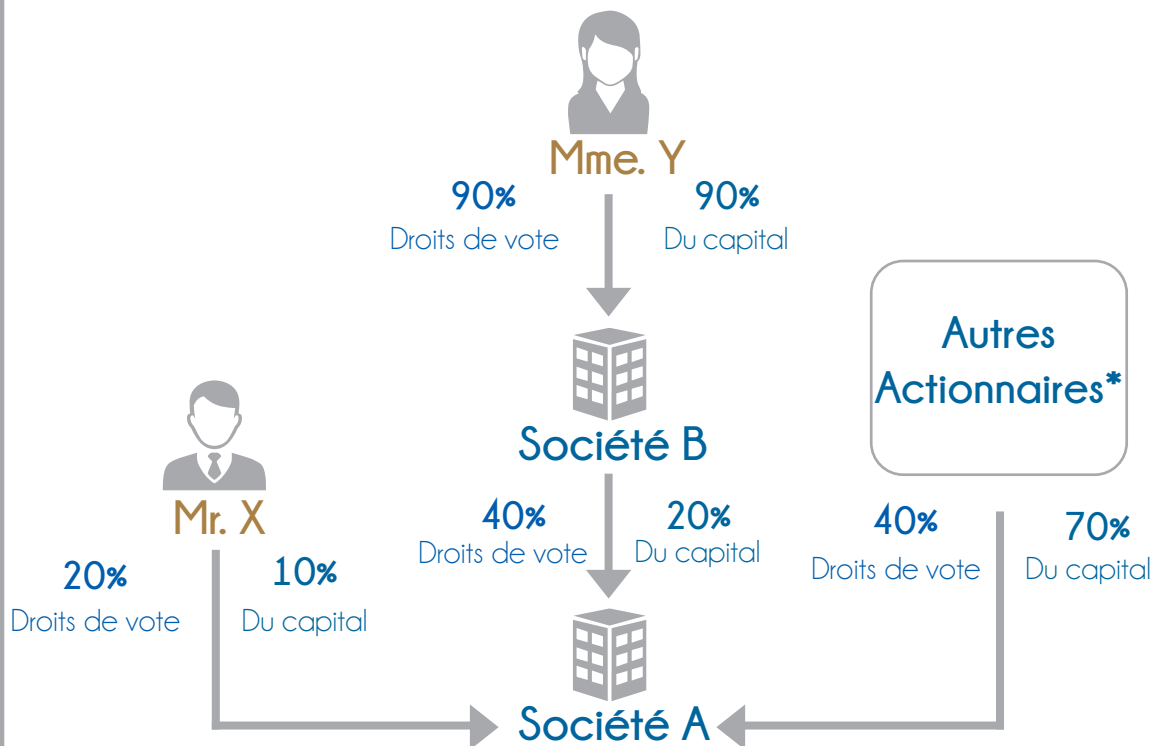 Mme. Y
90%
Droits de vote
90%
Du capital
Société B
Autres
Actionnaires*
Mr. X
20%
Droits de vote
10%
Du capital
40%
Droits de vote
20%
Du capital
40%
Droits de vote
70%
Du capital
Société A